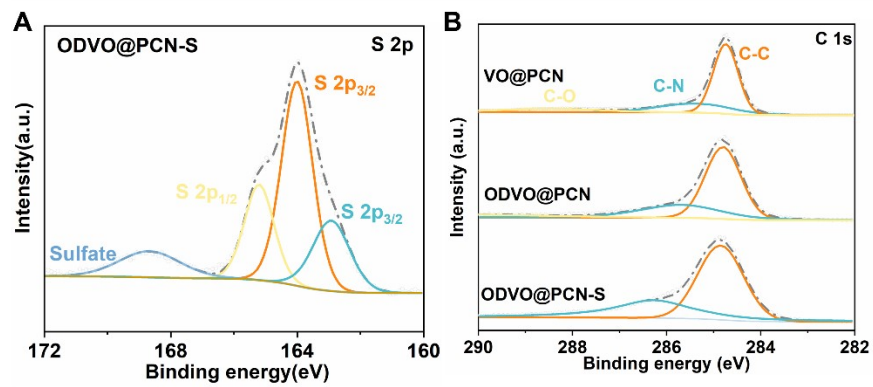 A
ODVO@PCN-S
S 2p
S 2p3/2
S 2p1/2
S 2p3/2
Sulfate
Intensity(a.u.)
172 168 164 160
Binding energy(eV)
B
C 1s
C-C
VO@PCN
C-N
C-O
ODVO@PCN
ODVO@PCN-S
Intensity (a.u.)
290 288 286 284 282
Binding energy (eV)